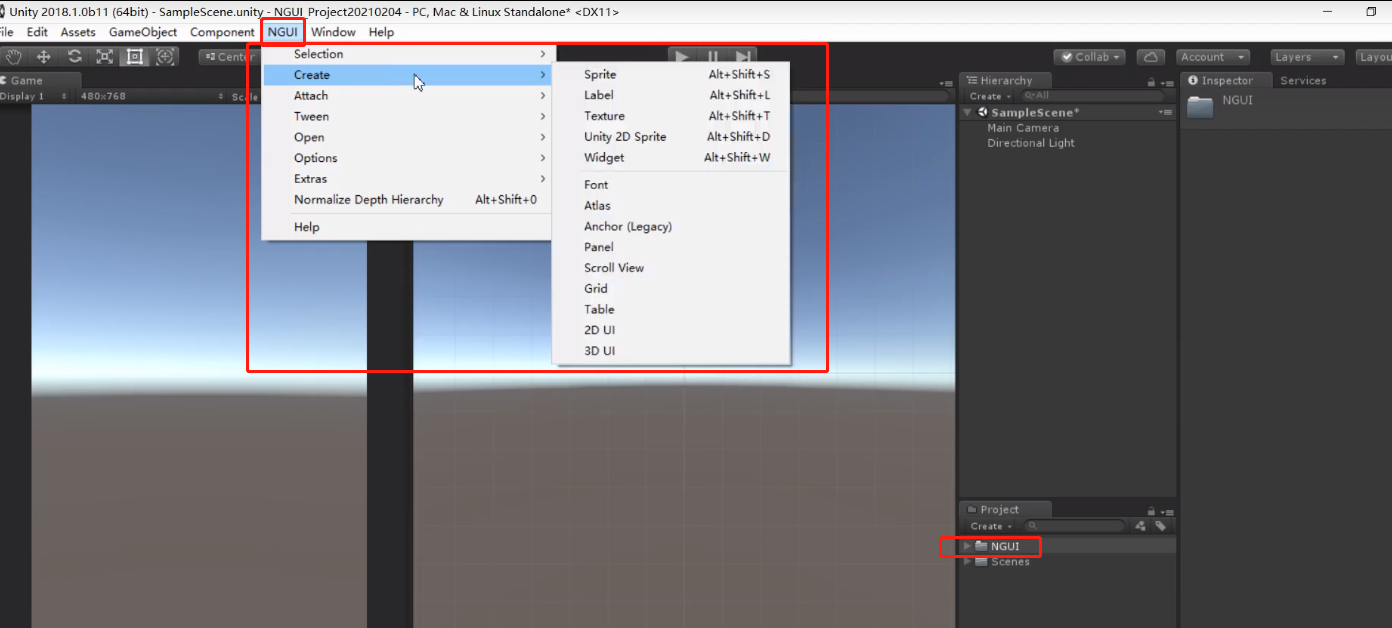 Unity 2018.1.0b11 (64bit) - SampleScene.unity - NGUI_Project20210204 - PC, Mac & Linux Standalone* <DX11>
ile Edit Assets GameObject Component NGUI Window Help
Center
Collab
Account
Layers
Layou
Selection
Create
Attach
Tween
Open
Options
Extras
Normalize Depth Hierarchy Alt+Shift+0
Help
Sprite Alt+Shift+S
Label Alt+Shift+L
Texture Alt+Shift+T
Unity 2D Sprite Alt+Shift+D
Widget Alt+Shift+W
Font
Atlas
Anchor (Legacy)
Panel
Scroll View
Grid
Table
2D UI
3D UI
Game
Display 1 480x768 Scale
Hierarchy
Create All
SampleScene*
Main Camera
Directional Light
Inspector Services
NGUI
Project
Create
NGUI
Scenes